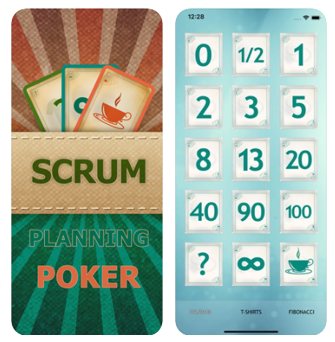 SCRUM
PLANNING
POKER
12:28
0 1/2 1
2 3 5
8 13 20
40 90 100
? ∞
T-SHIRTS FIBONACCI